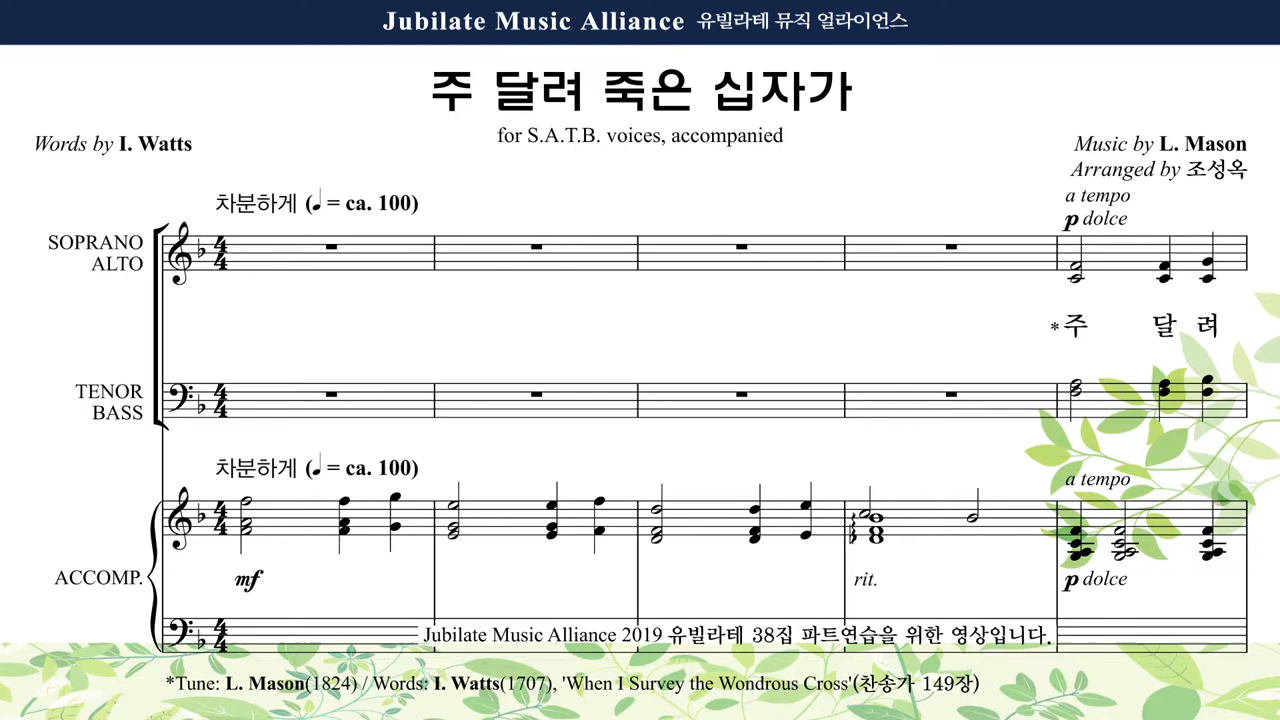 Jubilate Music Alliance 유빌라테 뮤직 얼라이언스
주 달려 죽은 십자가
for S.A.T.B. voices, accompanied
Words by I. Watts
Music by L. Mason
Arranged by 조성옥
차분하게 (♩ = ca. 100)
a tempo
p dolce
SOPRANO
ALTO
*주 달 려
TENOR
BASS
차분하게 (♩ = ca. 100)
a tempo
ACCOMP.
mf
rit.
p dolce
Jubilate Music Alliance 2019 유빌라테 38집 파트연습을 위한 영상입니다.
*Tune: L. Mason(1824) / Words: I. Watts(1707), 'When I Survey the Wondrous Cross'(찬송가 149장)